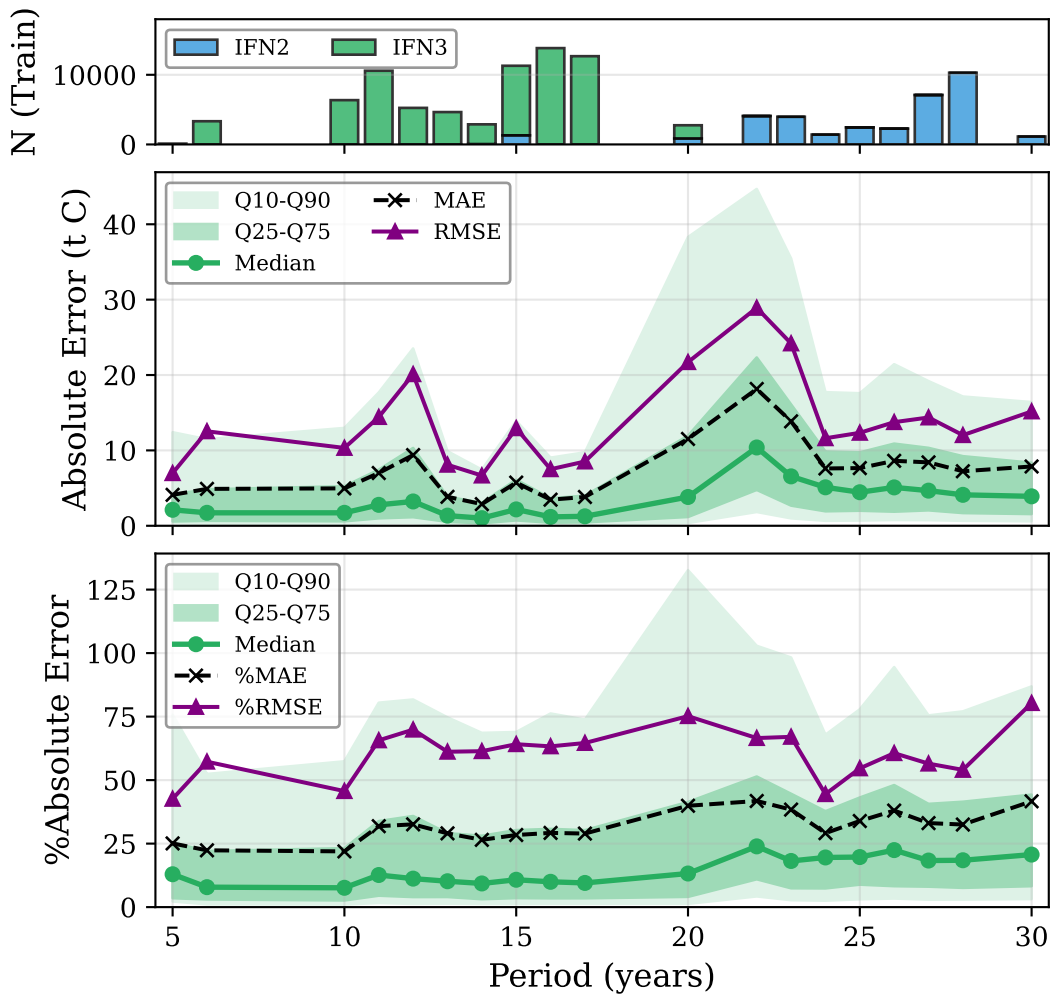 N (Train)
10000
0
IFN2 IFN3
Absolute Error (t C)
40
30
20
10
0
Q10-Q90 MAE
Q25-Q75 RMSE
Median
%Absolute Error
125
100
75
50
25
0
Q10-Q90
Q25-Q75
Median
%MAE
%RMSE
5 10 15 20 25 30
Period (years)